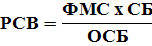 РСВ = ФМС х СБ
ОСБ